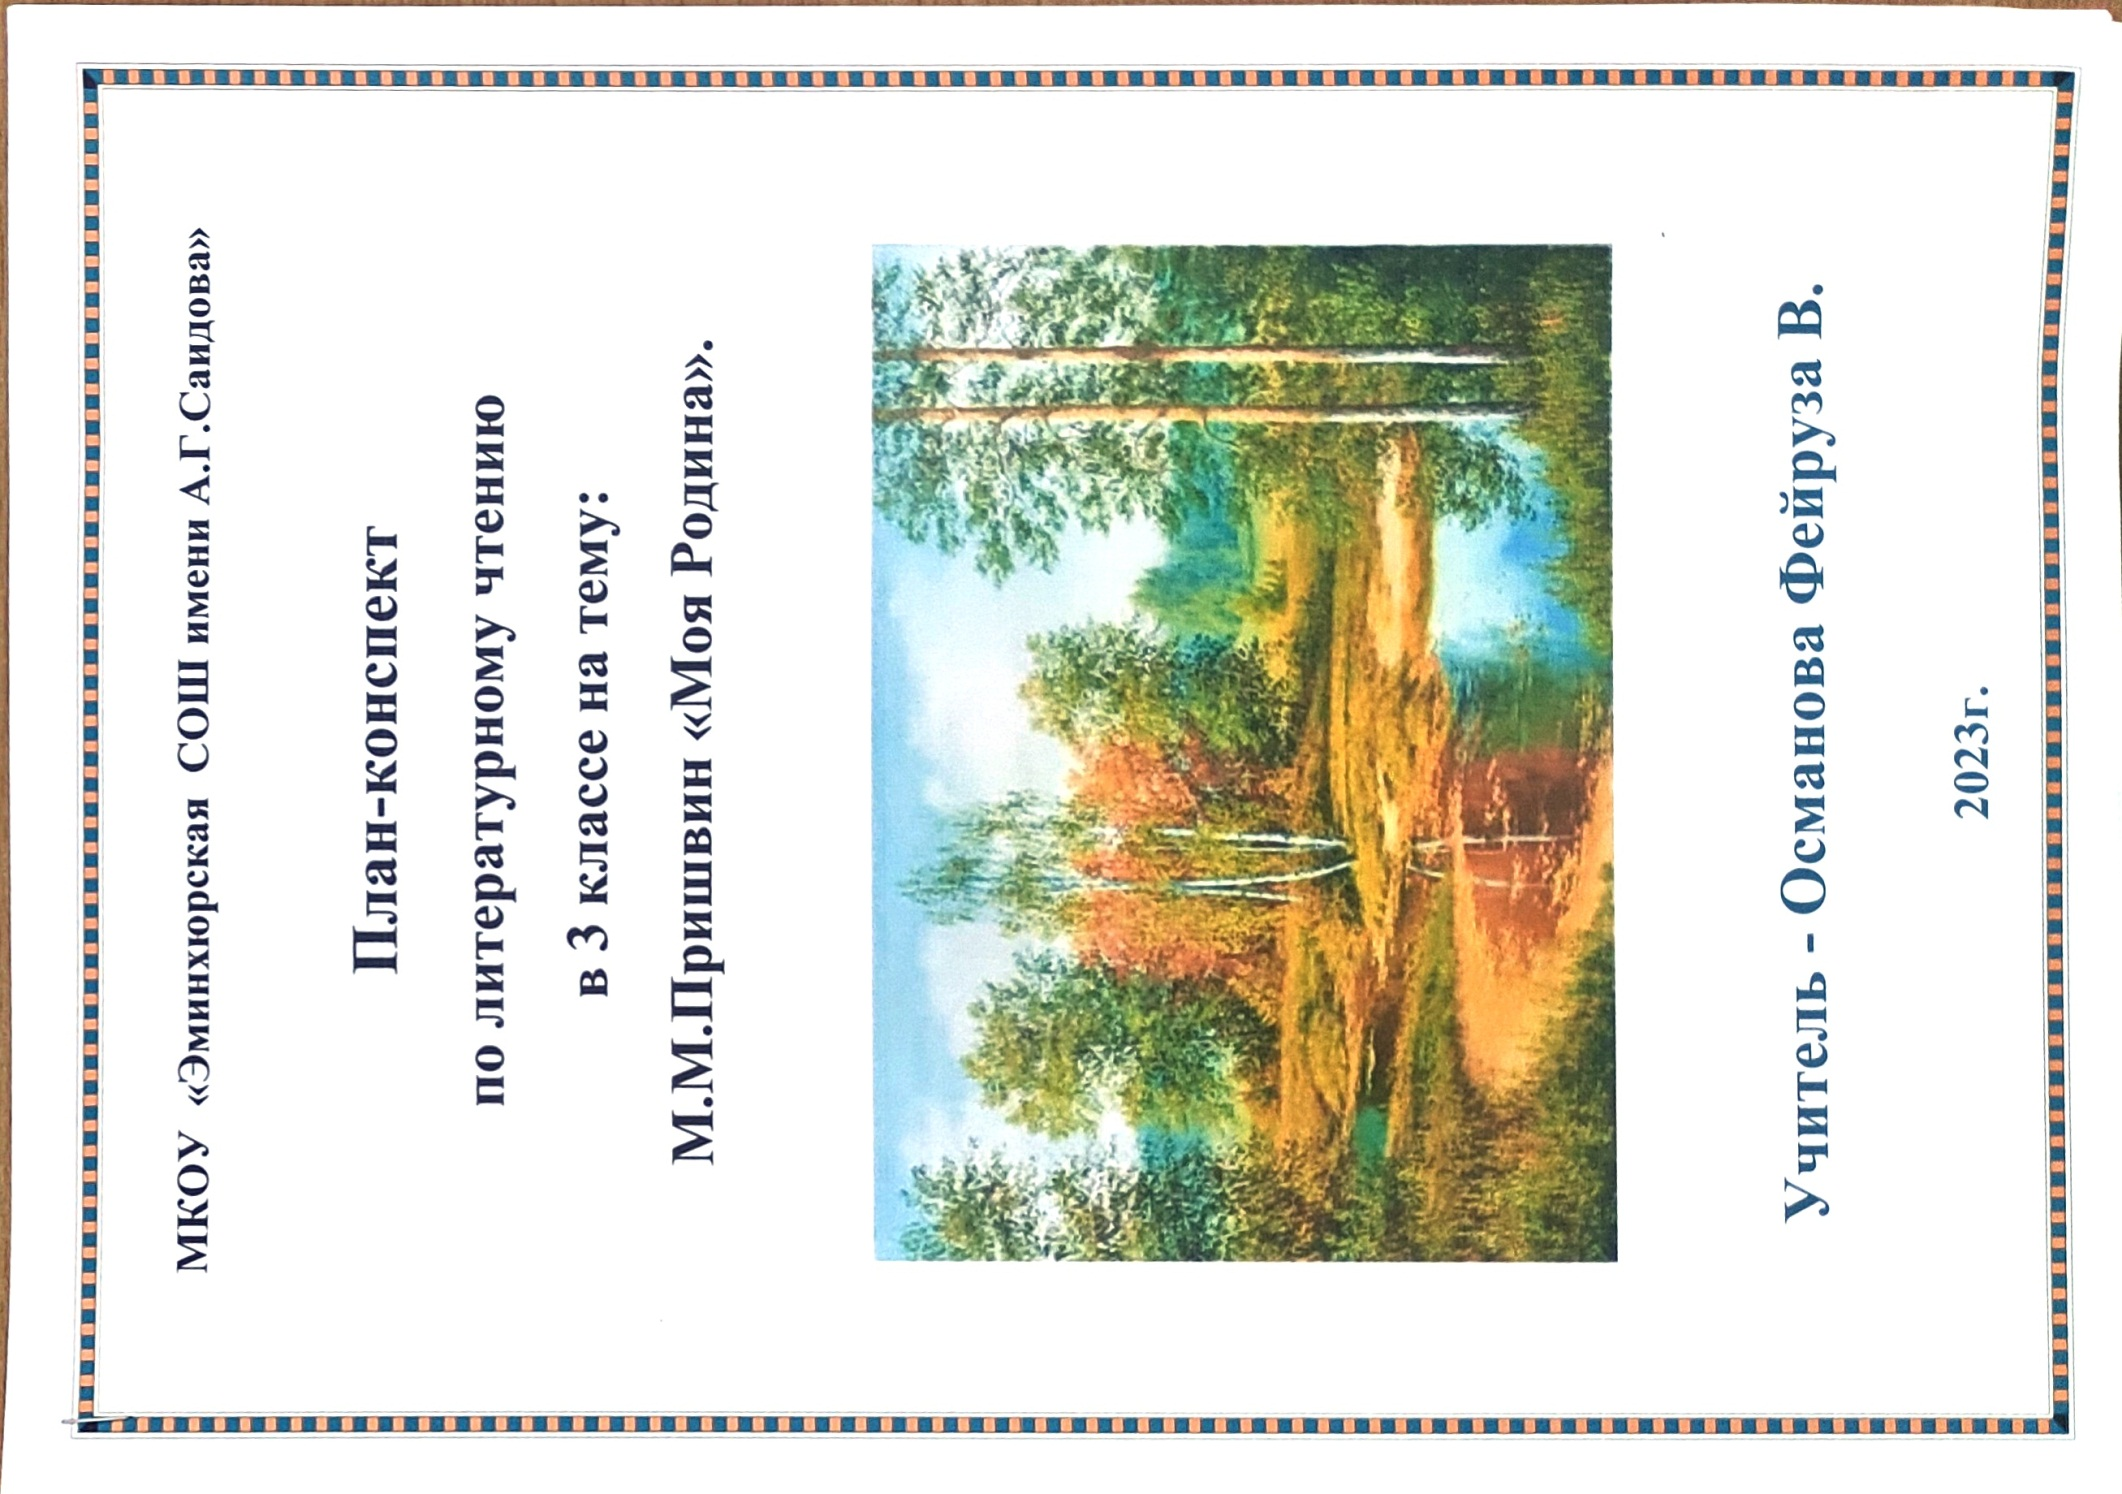 МКОУ «Эминхюрская СОШ имени А.Г.Саидова»
План-конспект
по литературному чтению
в 3 классе на тему:
М.М.Пришвин «Моя Родина».
Учитель - Османова Фейруза В.
2023г.